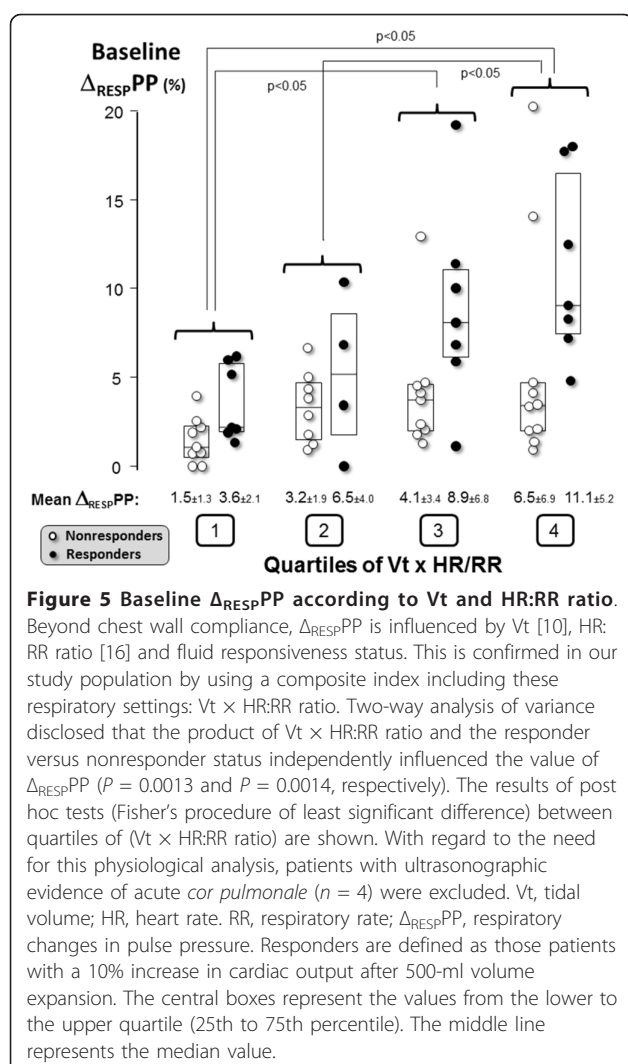 p<0.05
Baseline
Δ_RESP PP (%)
p<0.05
p<0.05
20
15
10
5
0
Mean Δ_RESP PP: 1.5±1.3 3.6±2.1 3.2±1.9 6.5±4.0 4.1±3.4 8.9±6.8 6.5±6.9 11.1±5.2
Nonresponders
Responders
1 2 3 4
Quartiles of Vt x HR/RR
Figure 5 Baseline Δ_RESP PP according to Vt and HR:RR ratio.
Beyond chest wall compliance, Δ_RESP PP is influenced by Vt [10], HR:
RR ratio [16] and fluid responsiveness status. This is confirmed in our
study population by using a composite index including these
respiratory settings: Vt × HR:RR ratio. Two-way analysis of variance
disclosed that the product of Vt × HR:RR ratio and the responder
versus nonresponder status independently influenced the value of
Δ_RESP PP (P = 0.0013 and P = 0.0014, respectively). The results of post
hoc tests (Fisher's procedure of least significant difference) between
quartiles of (Vt × HR:RR ratio) are shown. With regard to the need
for this physiological analysis, patients with ultrasonographic
evidence of acute cor pulmonale (n = 4) were excluded. Vt, tidal
volume; HR, heart rate. RR, respiratory rate; Δ_RESP PP, respiratory
changes in pulse pressure. Responders are defined as those patients
with a 10% increase in cardiac output after 500-ml volume
expansion. The central boxes represent the values from the lower to
the upper quartile (25th to 75th percentile). The middle line
represents the median value.